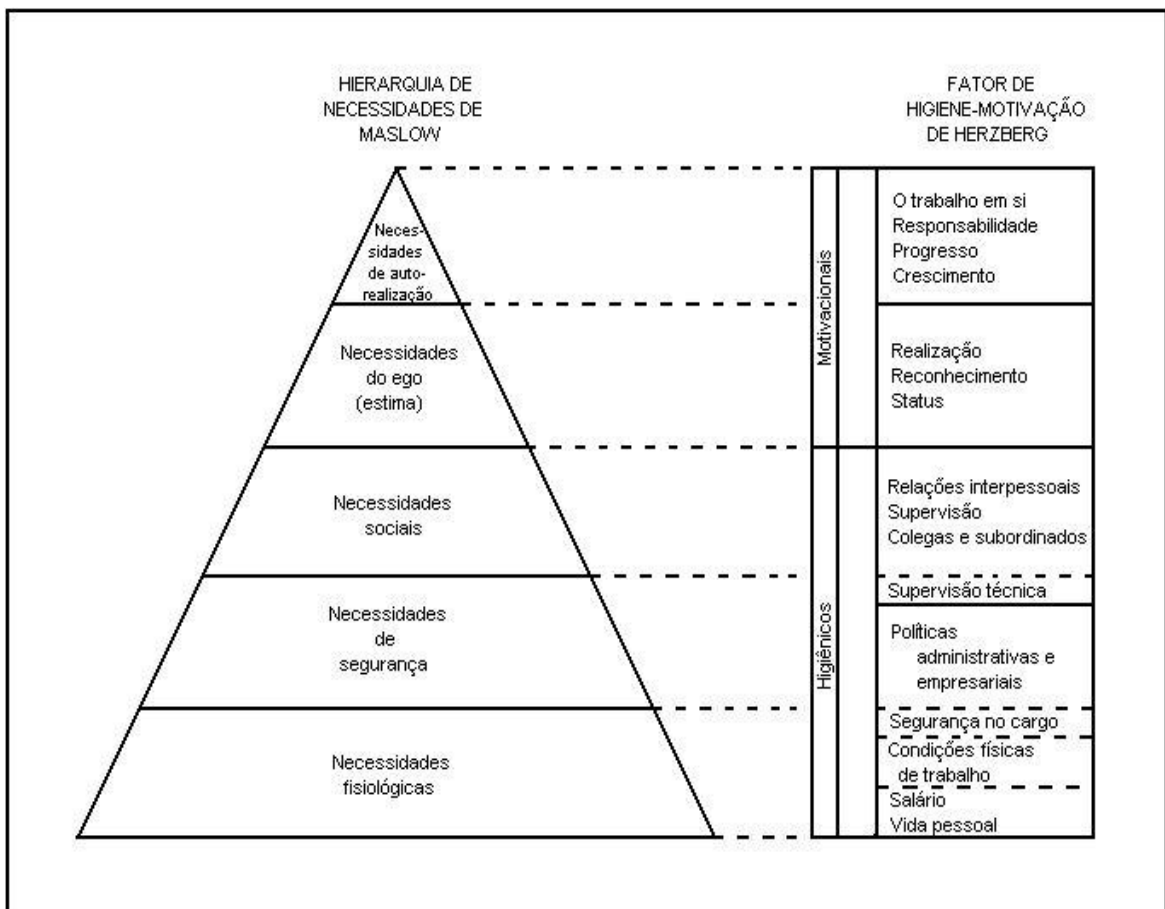 HIERARQUIA DE
NECESSIDADES DE
MASLOW
Neces-
sidades
de auto-
realização
Necessidades
do ego
(estima)
Necessidades
sociais
Necessidades
de
segurança
Necessidades
fisiológicas
FATOR DE
HIGIENE-MOTIVAÇÃO
DE HERZBERG
Motivacionais
O trabalho em si
Responsabilidade
Progresso
Crescimento
Realização
Reconhecimento
Status
Higiênicos
Relações interpessoais
Supervisão
Colegas e subordinados
Supervisão técnica
Políticas
administrativas e
empresariais
Segurança no cargo
Condições físicas
de trabalho
Salário
Vida pessoal